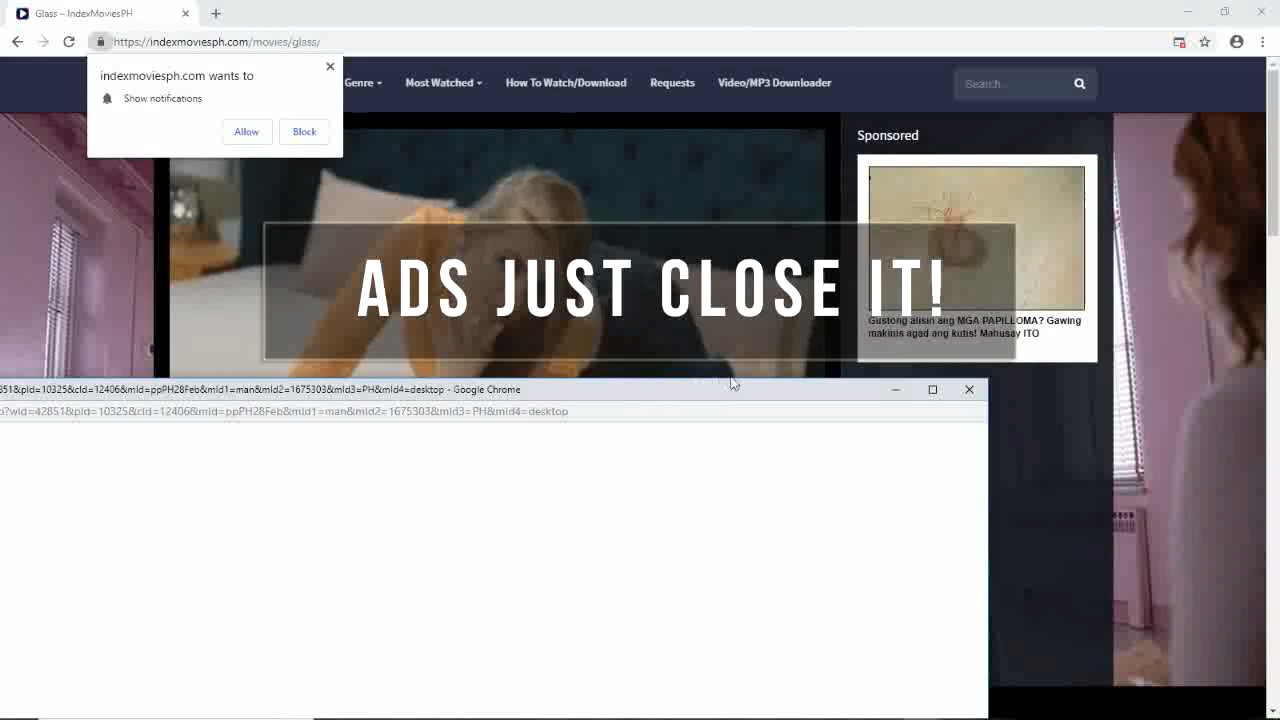 Glass – IndexMoviesPH
https://indexmoviesph.com/movies/glass/
indexmoviesph.com wants to
Show notifications
Allow
Block
Genre
Most Watched
How To Watch/Download
Requests
Video/MP3 Downloader
Search...
Sponsored
ADS JUST CLOSE IT!
Gustong alisin ang MGA PAPILLOMA? Gawing
makinis agad ang kutis! Mahusay ITO
851&pId=10325&cId=12406&mId=ppPH28Feb&mId1=man&mId2=1675303&mId3=PH&mId4=desktop - Google Chrome
p?wId=42851&pId=10325&cId=12406&mId=ppPH28Feb&mId1=man&mId2=1675303&mId3=PH&mId4=desktop